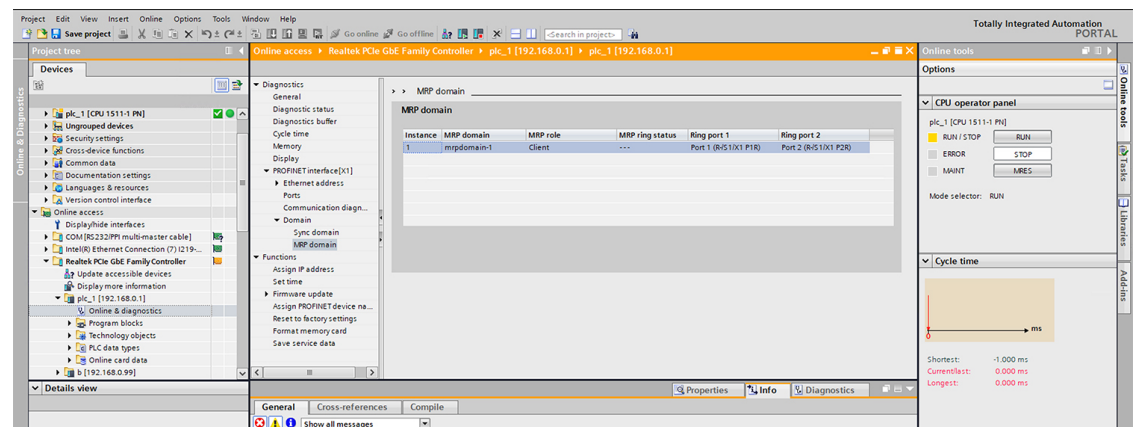 Project Edit View Insert Online Options Tools Window Help
Totally Integrated Automation
PORTAL
Save project
Go online
Go offline
<Search in project>
Project tree
Online access Realtek PCIe GbE Family Controller plc_1 [192.168.0.1] plc_1 [192.168.0.1]
Online tools
Devices
Options
plc_1 [CPU 1511-1 PN]
Ungrouped devices
Security settings
Cross-device functions
Common data
Documentation settings
Languages & resources
Version control interface
Online access
Display/hide interfaces
COM [RS232/PPI multi-master cable]
Intel(R) Ethernet Connection (7) I219-...
Realtek PCIe GbE Family Controller
Update accessible devices
Display more information
plc_1 [192.168.0.1]
Online & diagnostics
Program blocks
Technology objects
PLC data types
Online card data
b [192.168.0.99]
Details view
Online & Diagnostics
Diagnostics
General
Diagnostic status
Diagnostics buffer
Cycle time
Memory
Display
PROFINET interface [X1]
Ethernet address
Ports
Communication diagn...
Domain
Sync domain
MRP domain
Functions
Assign IP address
Set time
Firmware update
Assign PROFINET device na...
Reset to factory settings
Format memory card
Save service data
MRP domain
MRP domain
Instance MRP domain MRP role MRP ring status Ring port 1 Ring port 2
1 mrpdomain-1 Client --- Port 1 (R-/S1/X1 P1R) Port 2 (R-/S1/X1 P2R)
Properties Info Diagnostics
General Cross-references Compile
Show all messages
CPU operator panel
plc_1 [CPU 1511-1 PN]
RUN / STOP RUN
ERROR STOP
MAINT MRES
Mode selector: RUN
Cycle time
0
ms
Shortest: -1.000 ms
Current/last: 0.000 ms
Longest: 0.000 ms
Online tools
Tasks
Libraries
Add-ins